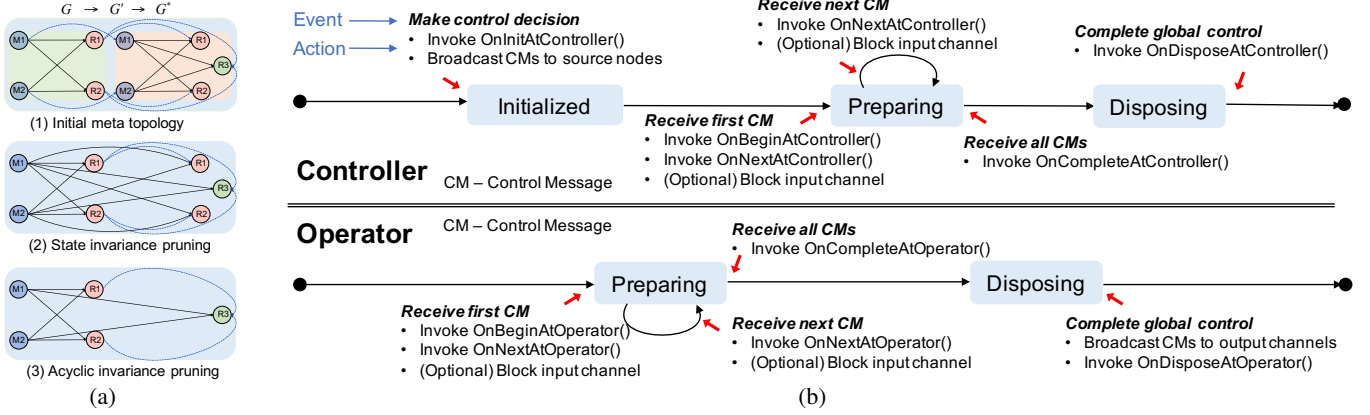 G → G′ → G*
M1
R1
M1
R1
R3
M2
R2
M2
R2
(1) Initial meta topology
M1
R1
R1
R3
M2
R2
R2
(2) State invariance pruning
M1
R1
R3
M2
R2
(3) Acyclic invariance pruning
(a)
Event
Action
Make control decision
• Invoke OnInitAtController()
• Broadcast CMs to source nodes
Receive next CM
• Invoke OnNextAtController()
• (Optional) Block input channel
Complete global control
• Invoke OnDisposeAtController()
Initialized
Preparing
Disposing
Receive first CM
• Invoke OnBeginAtController()
• Invoke OnNextAtController()
• (Optional) Block input channel
Receive all CMs
• Invoke OnCompleteAtController()
Controller
CM – Control Message
Operator
CM – Control Message
Receive all CMs
• Invoke OnCompleteAtOperator()
Preparing
Disposing
Receive first CM
• Invoke OnBeginAtOperator()
• Invoke OnNextAtOperator()
• (Optional) Block input channel
Receive next CM
• Invoke OnNextAtOperator()
• (Optional) Block input channel
Complete global control
• Broadcast CMs to output channels
• Invoke OnDisposeAtOperator()
(b)